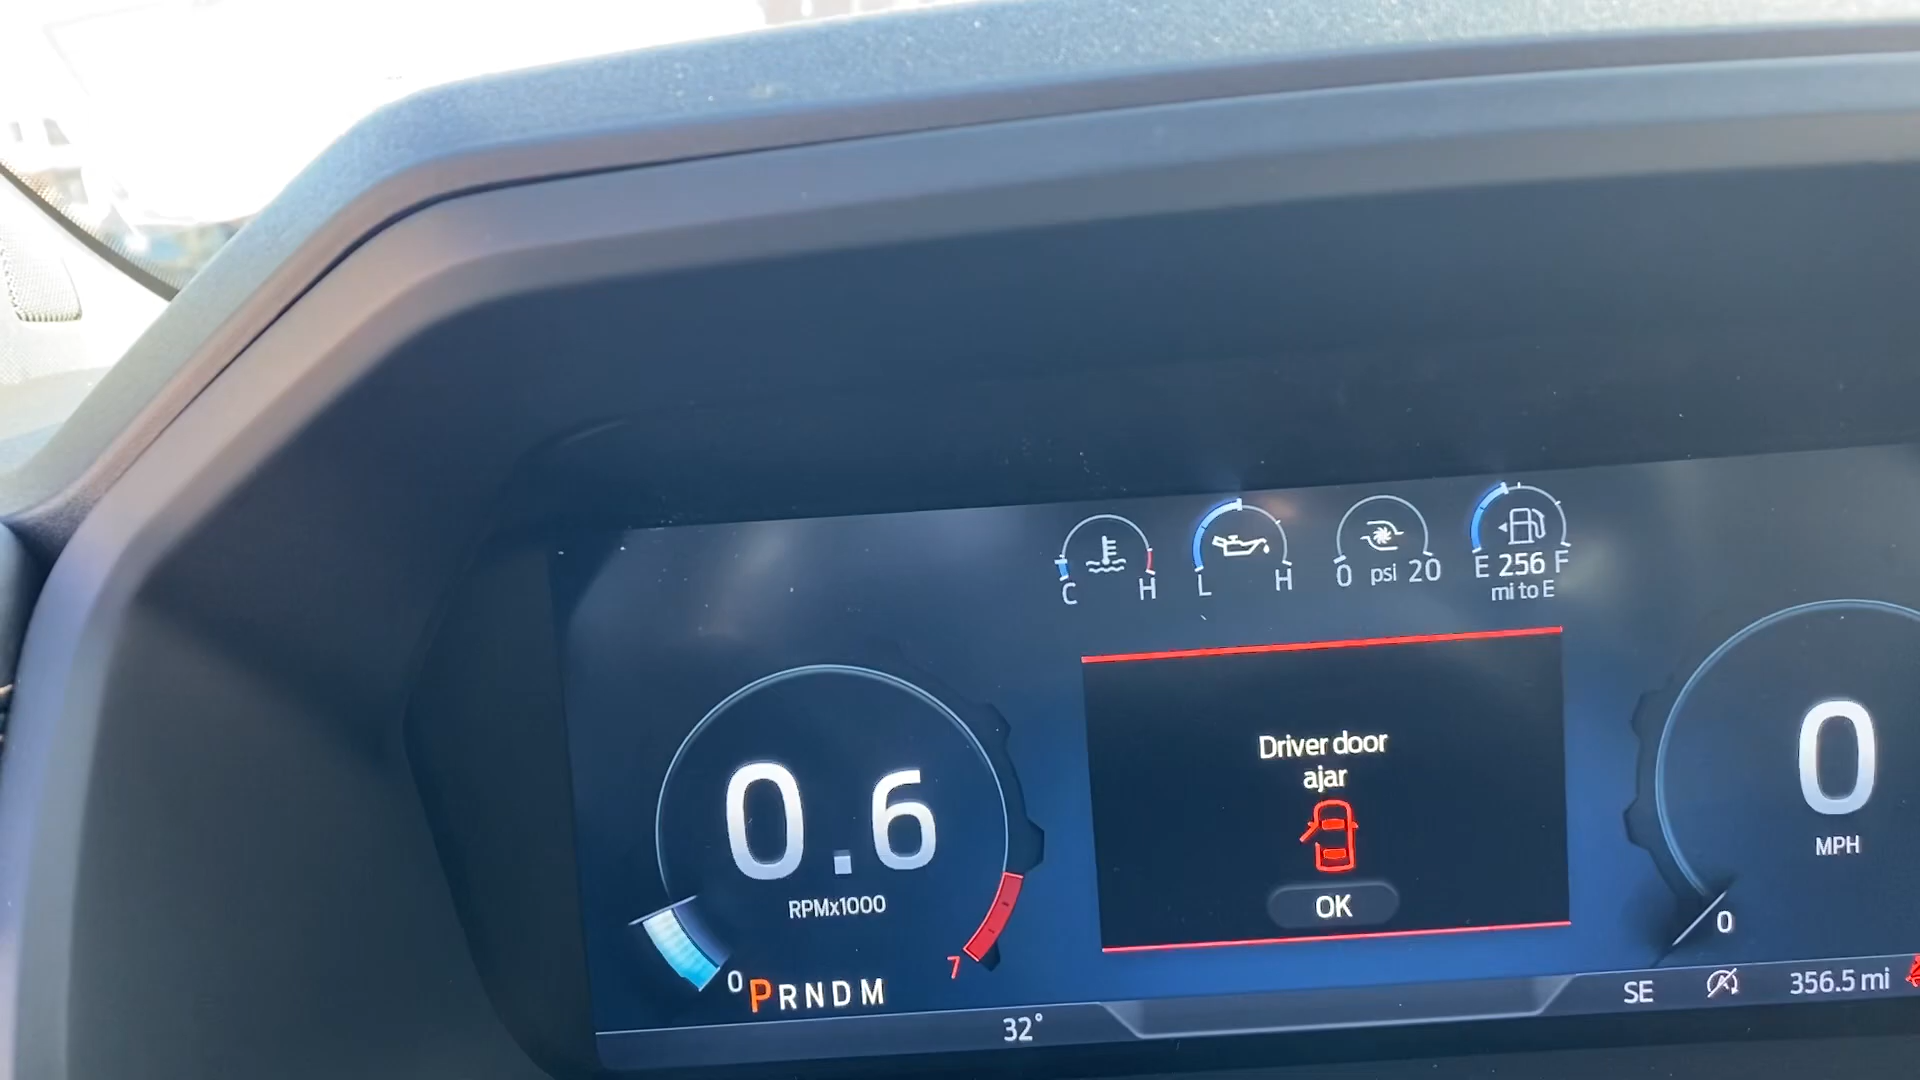 C H
L H
0 psi 20
E 256 F
mi to E
Driver door
ajar
OK
0.6
RPMx1000
0
7
PRNDM
32°
0
MPH
0
SE
356.5 mi